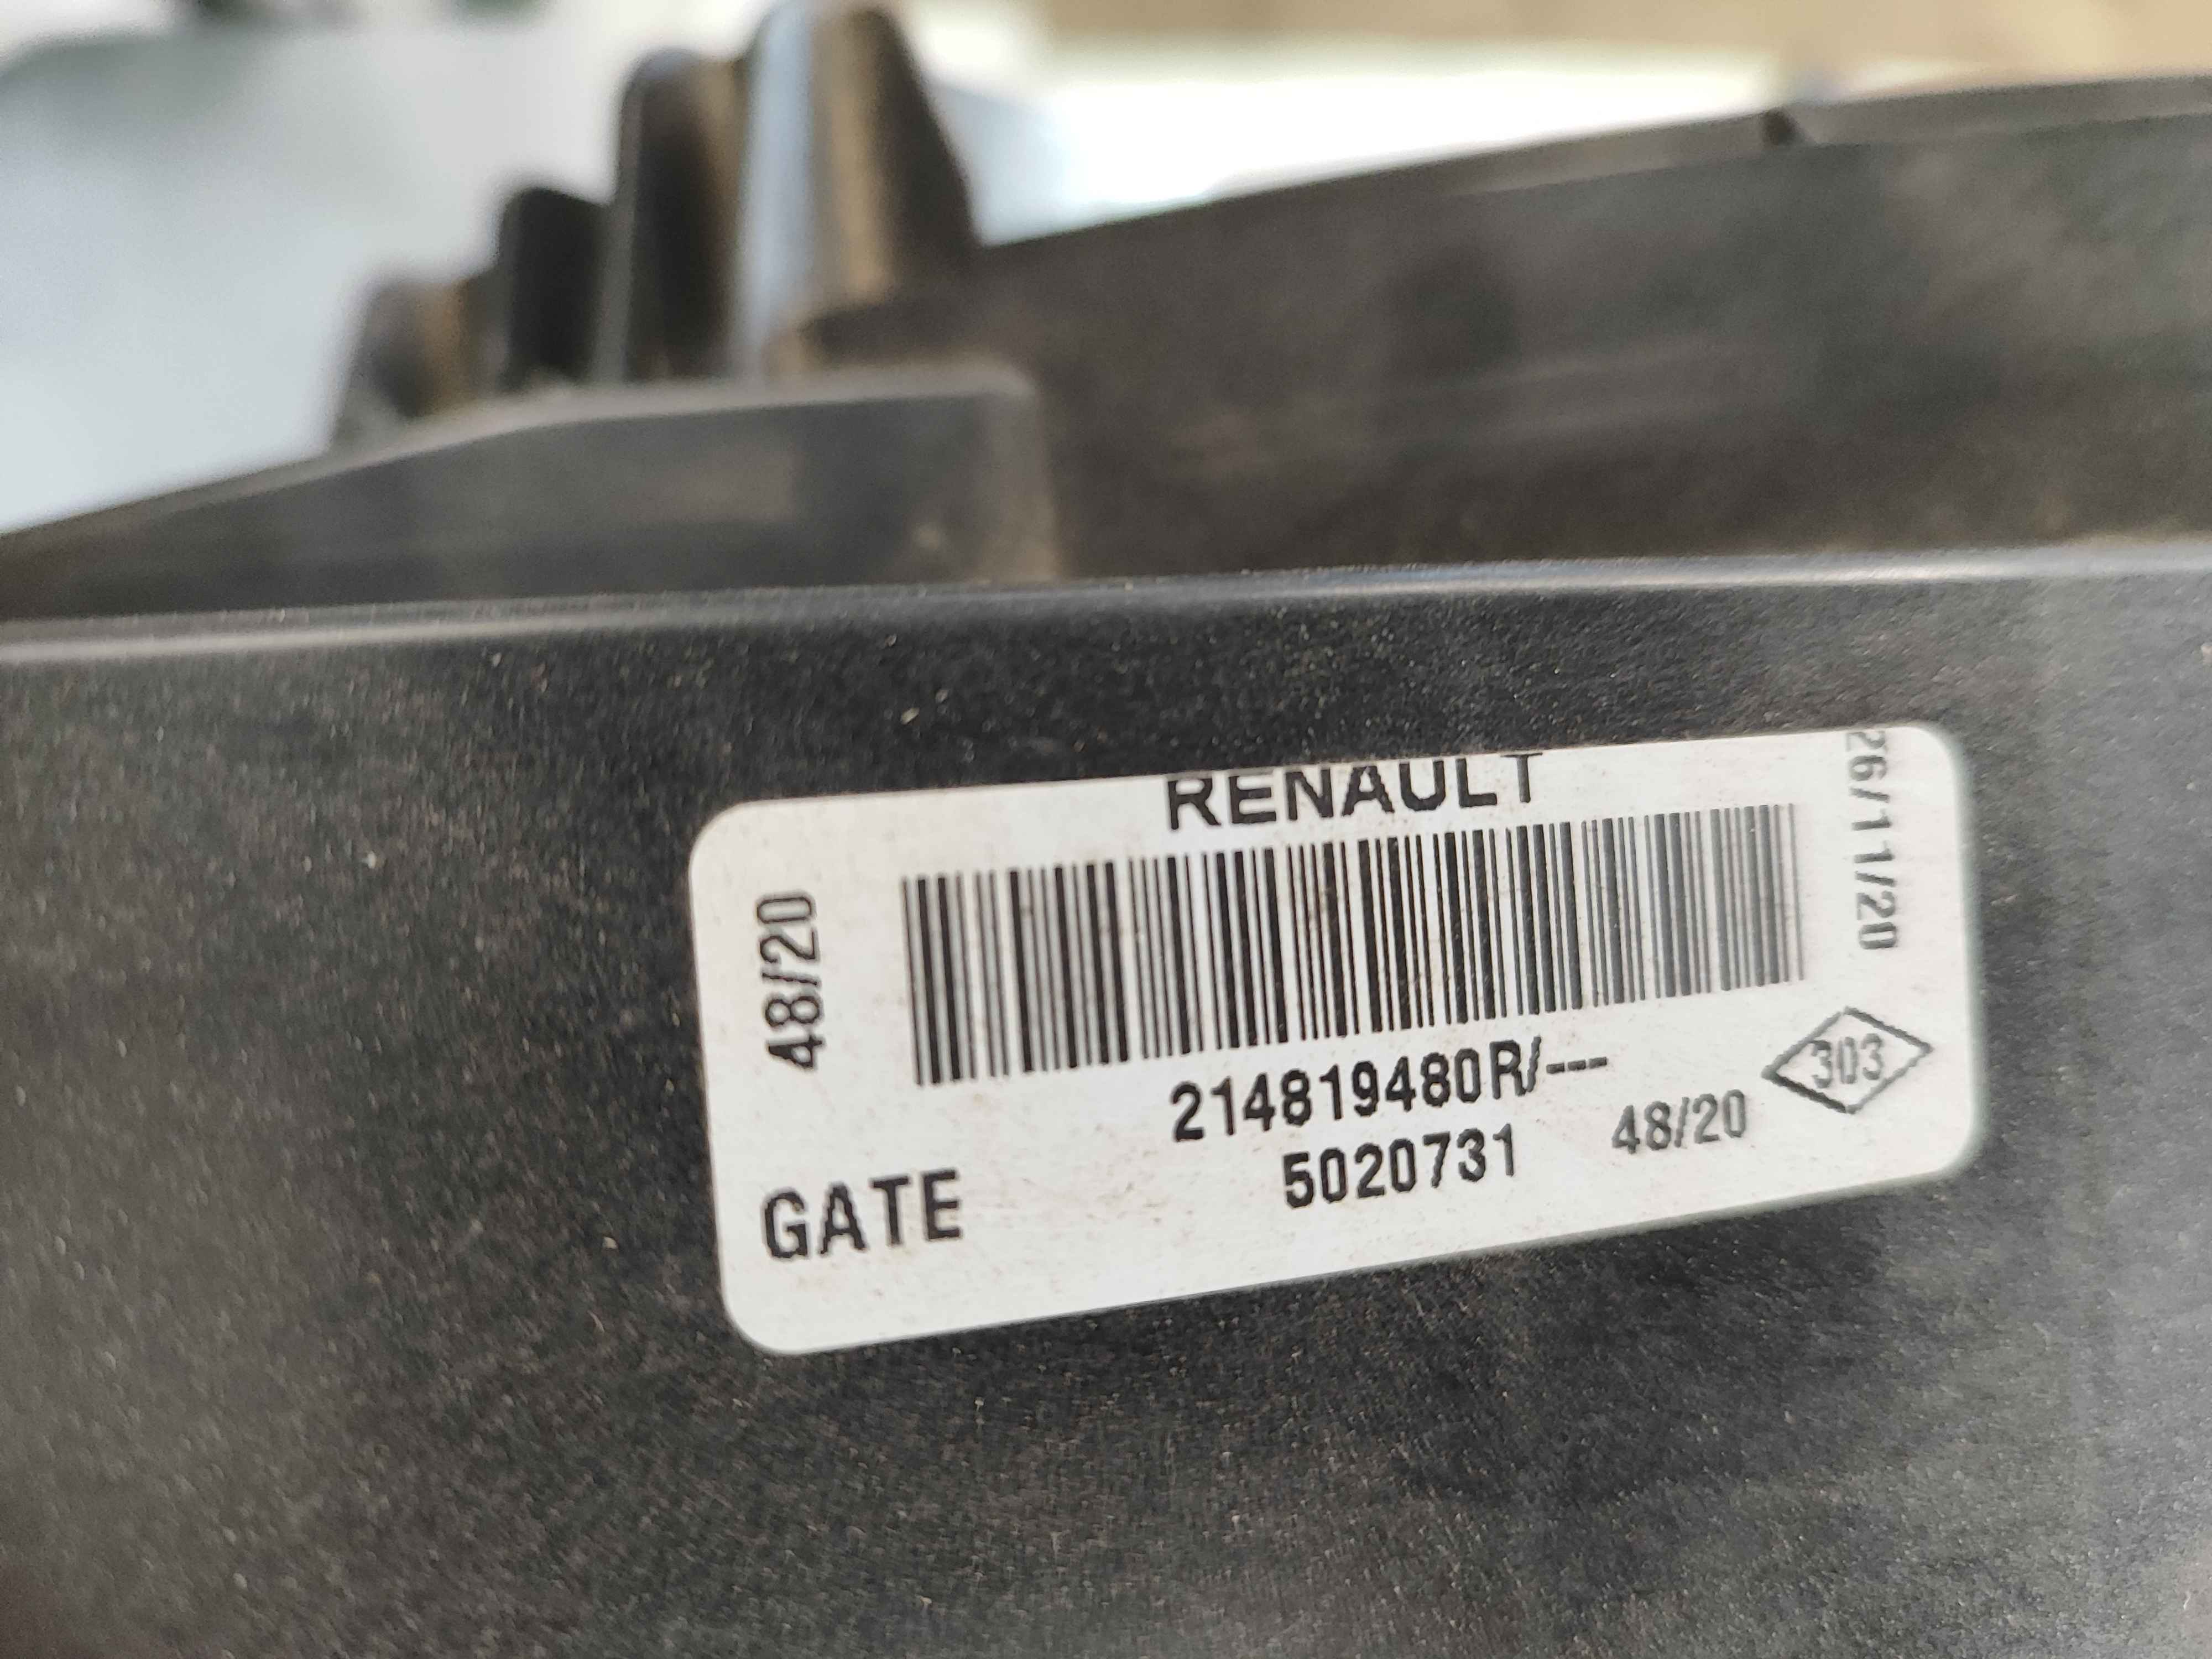 RENAULT
26/11/20
48/20
214819480R/---
303
5020731
48/20
GATE